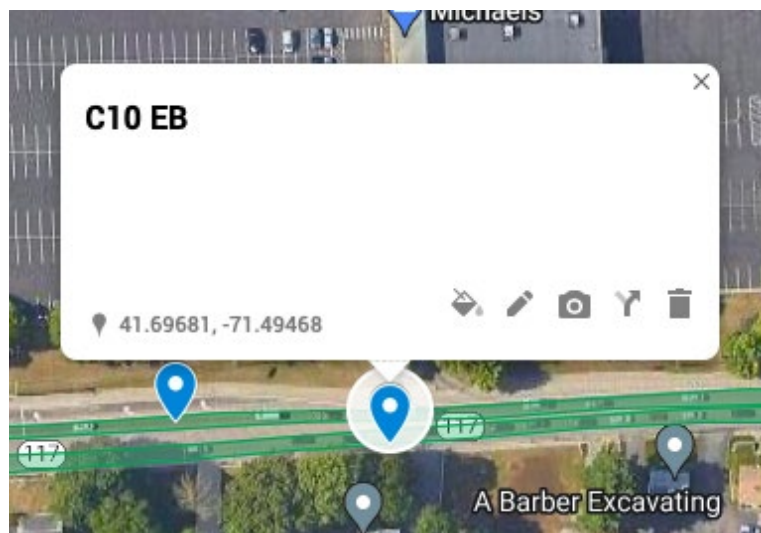 Michaels
C10 EB
41.69681, -71.49468
117
117
A Barber Excavating